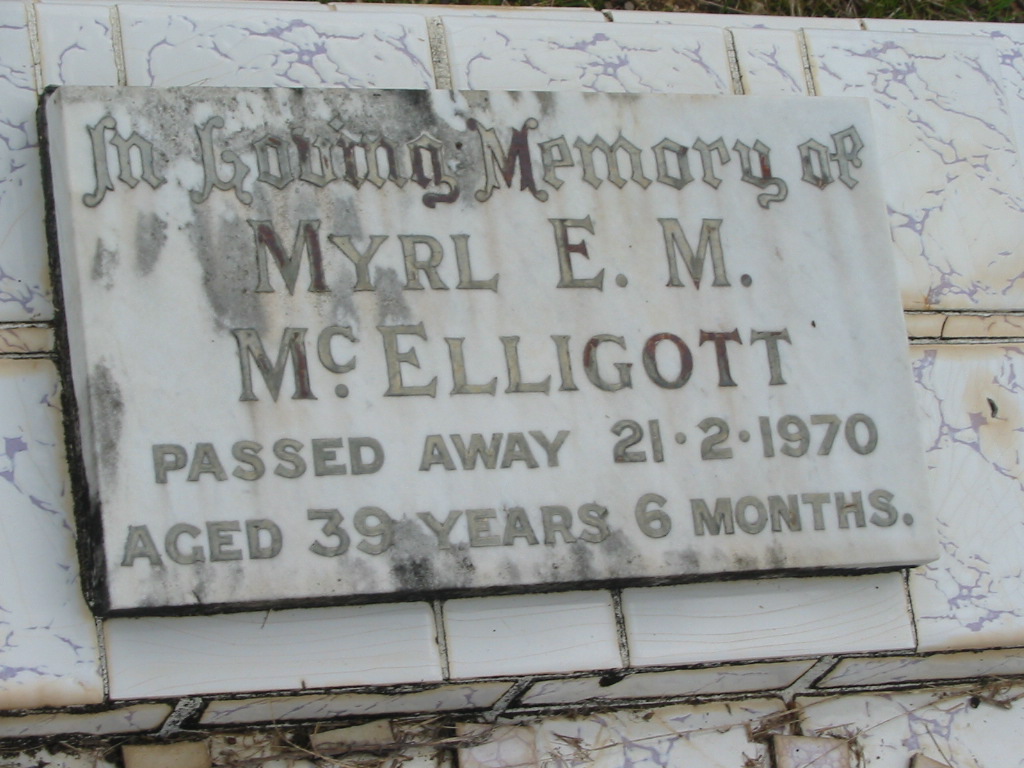 In Loving Memory of
MYRL E. M.
McELLIGOTT
PASSED AWAY 21·2·1970
AGED 39 YEARS 6 MONTHS.